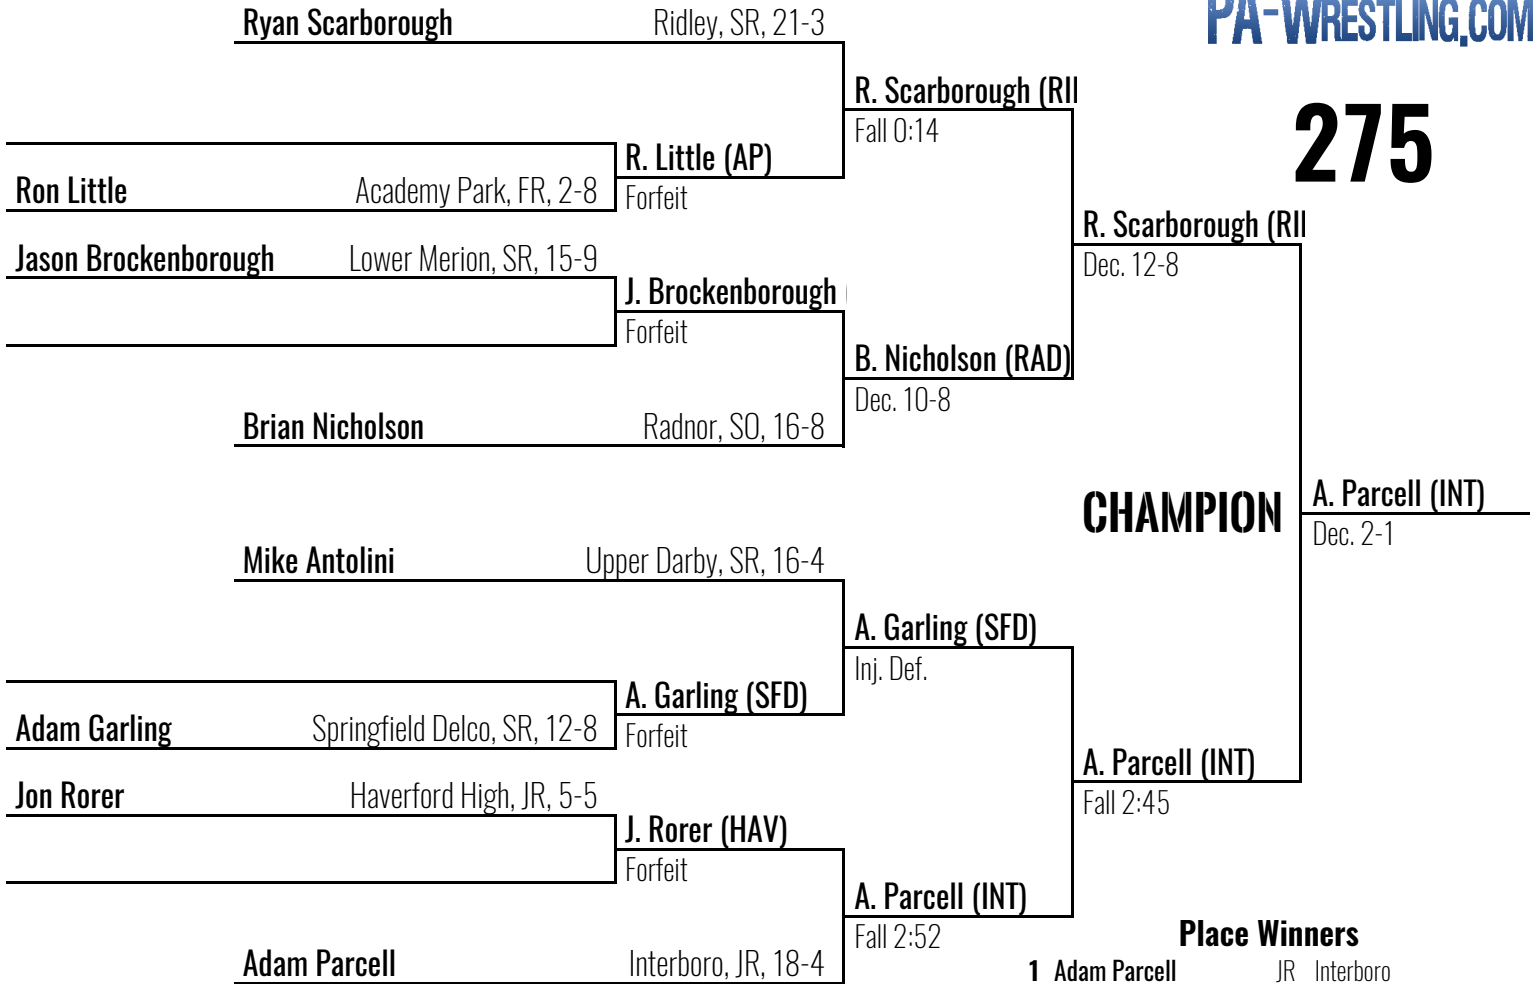 PA-WRESTLING.COM
Ryan Scarborough Ridley, SR, 21-3
R. Scarborough (RI
Fall 0:14
275
R. Little (AP)
Ron Little Academy Park, FR, 2-8
Forfeit
R. Scarborough (RI
Jason Brockenborough Lower Merion, SR, 15-9
Dec. 12-8
J. Brockenborough
Forfeit
B. Nicholson (RAD)
Dec. 10-8
Brian Nicholson Radnor, SO, 16-8
CHAMPION
A. Parcell (INT)
Dec. 2-1
Mike Antolini Upper Darby, SR, 16-4
A. Garling (SFD)
Inj. Def.
A. Garling (SFD)
Adam Garling Springfield Delco, SR, 12-8
Forfeit
A. Parcell (INT)
Jon Rorer Haverford High, JR, 5-5
Fall 2:45
J. Rorer (HAV)
Forfeit
A. Parcell (INT)
Fall 2:52
Place Winners
Adam Parcell Interboro, JR, 18-4
1 Adam Parcell JR Interboro